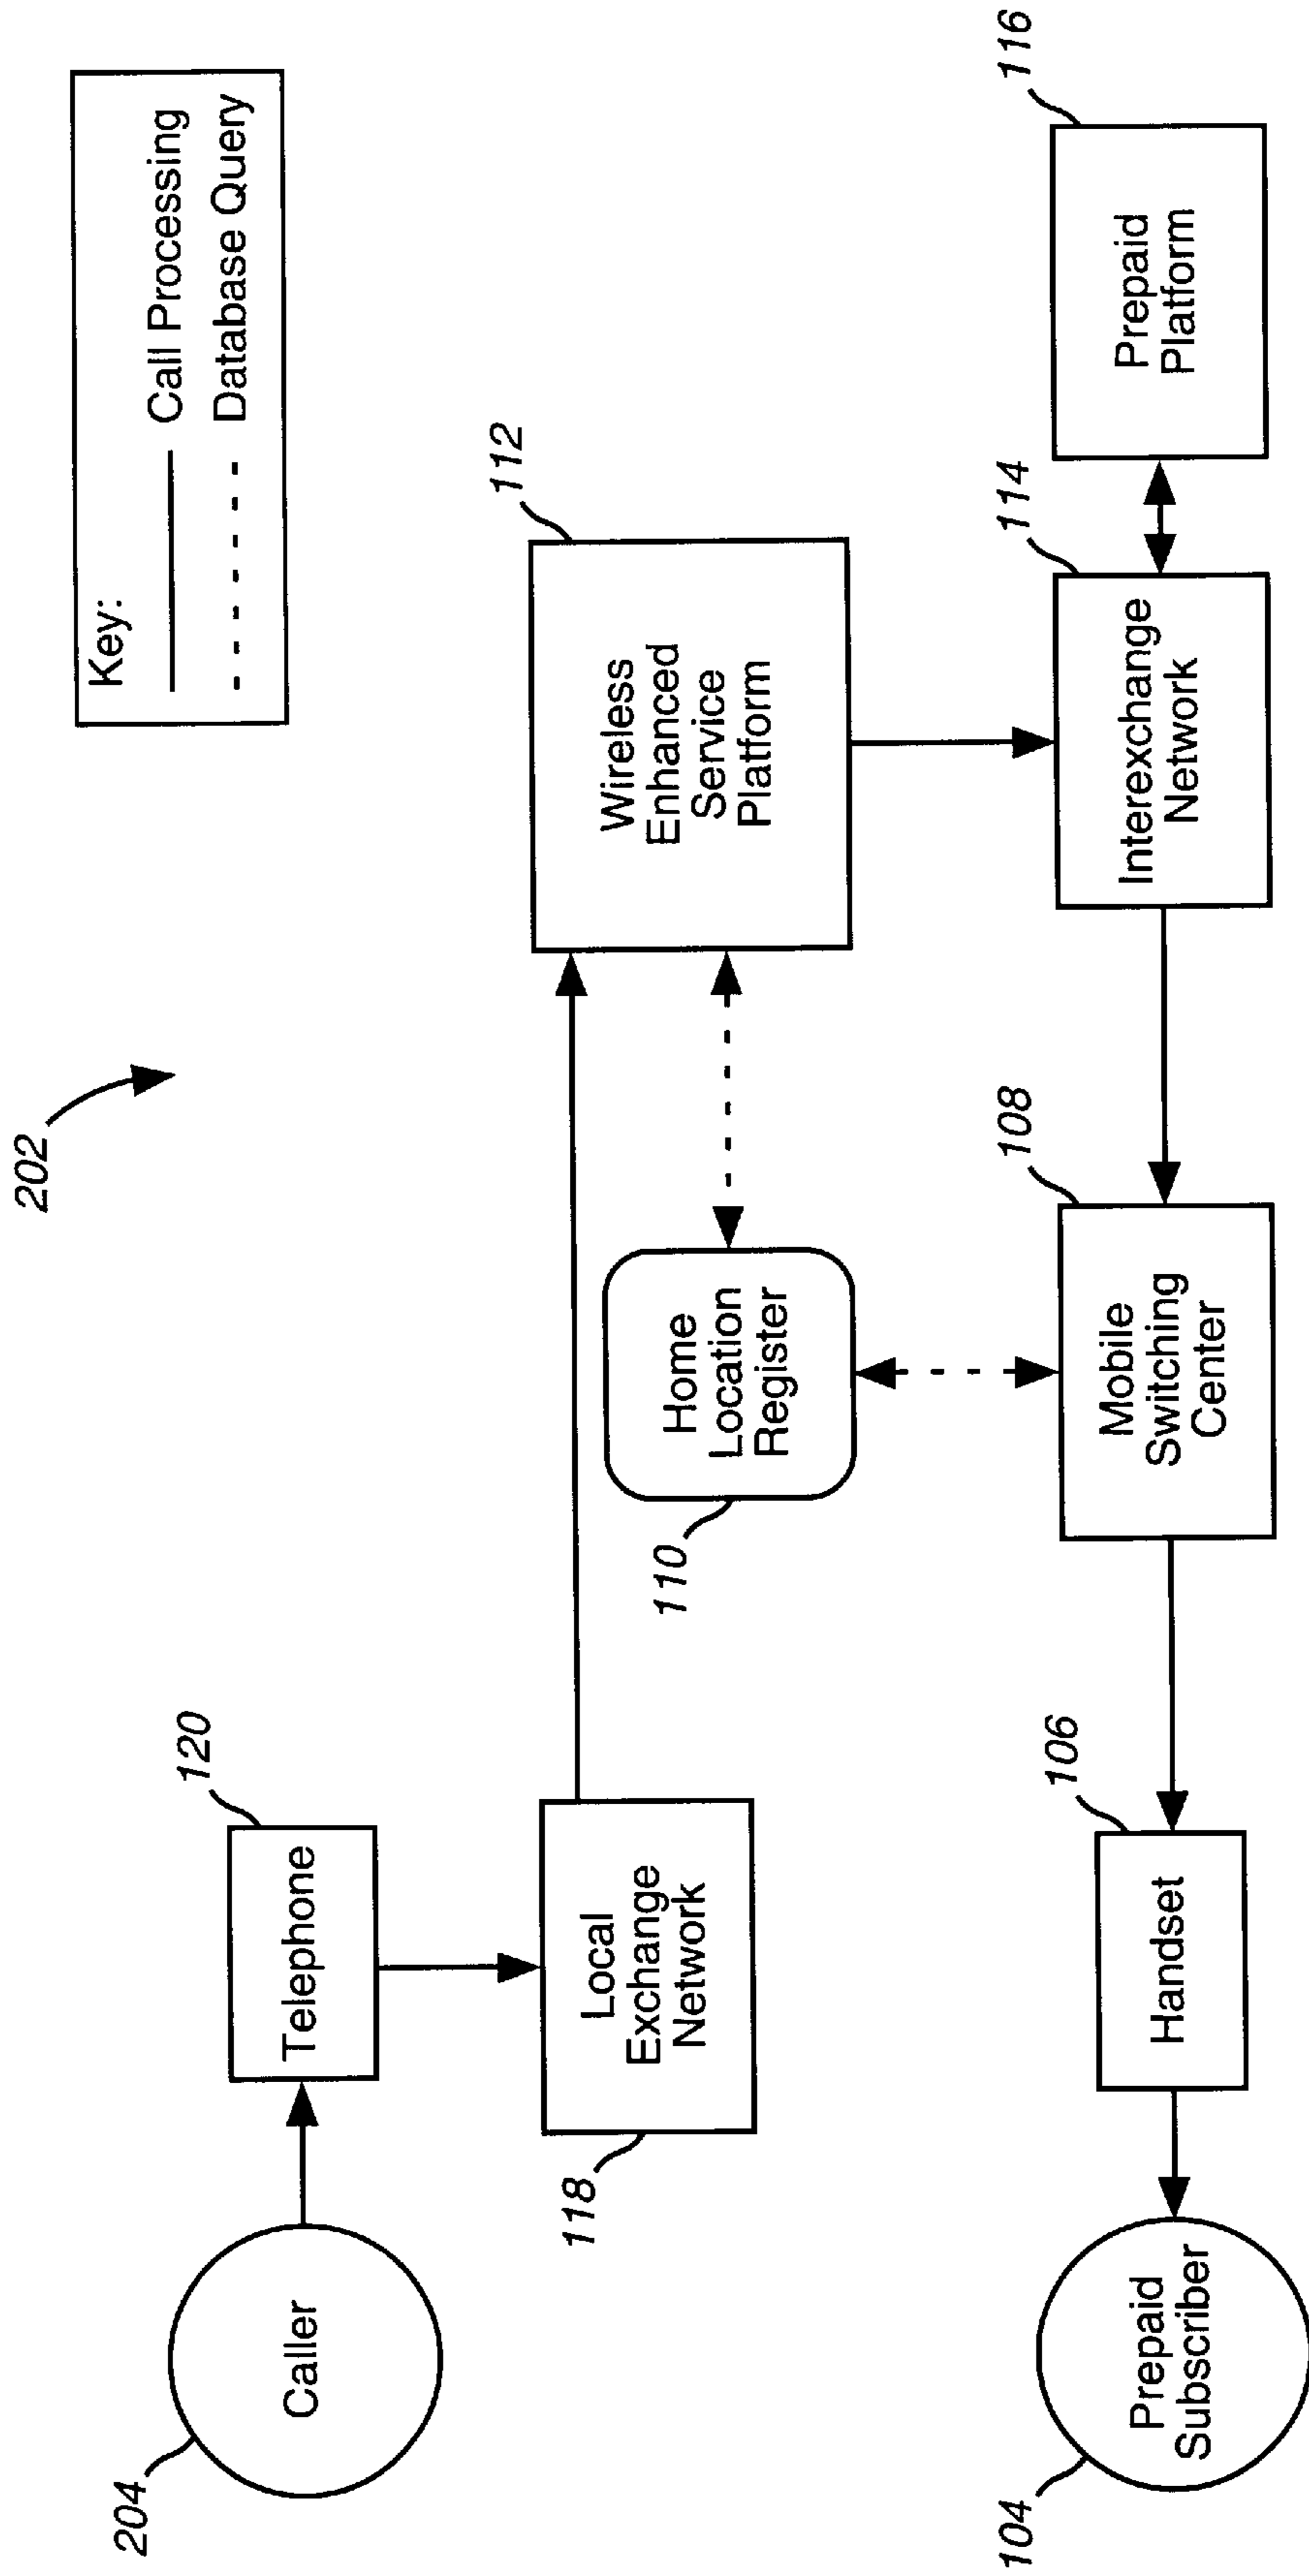 202
Key:
Call Processing
Database Query
204
Caller
120
Telephone
118
Local
Exchange
Network
112
Wireless
Enhanced
Service
Platform
110
Home
Location
Register
104
Prepaid
Subscriber
106
Handset
108
Mobile
Switching
Center
114
Interexchange
Network
116
Prepaid
Platform